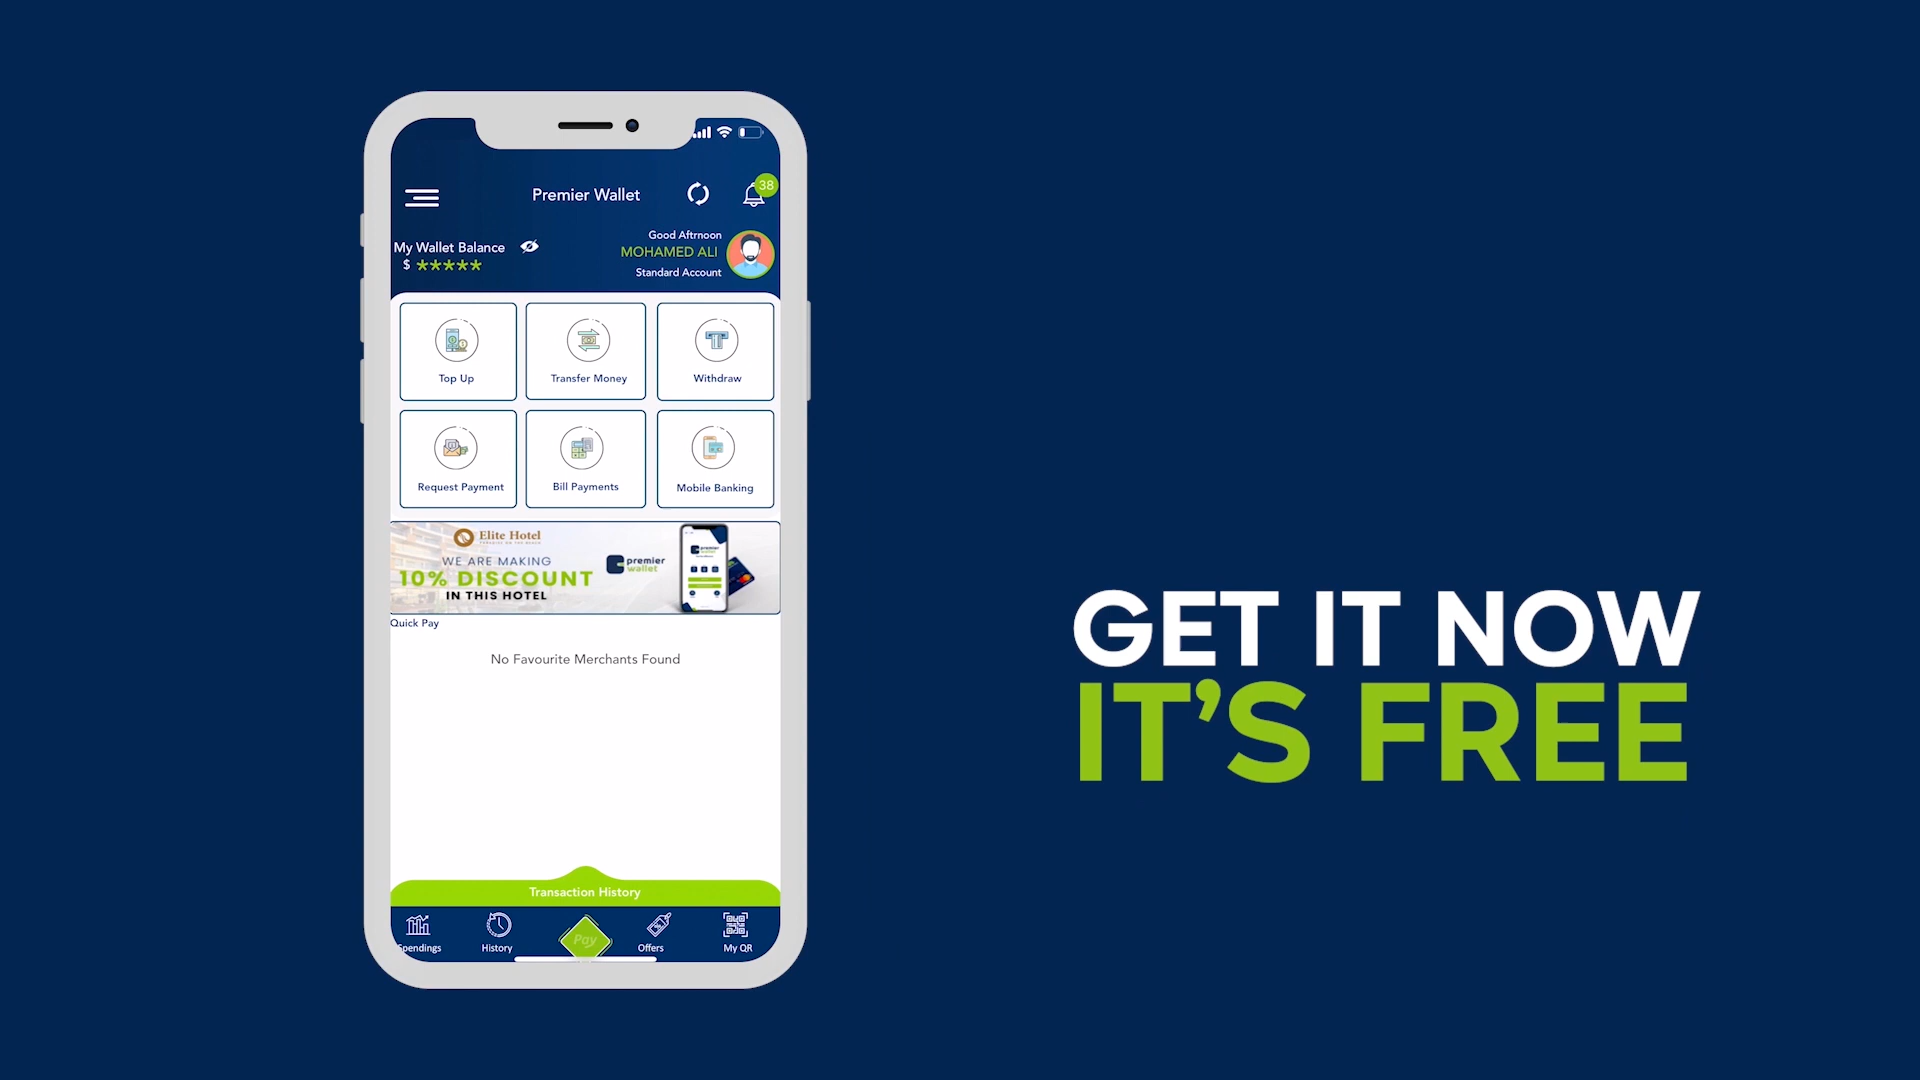 Premier Wallet
38
My Wallet Balance
$ *****
Good Aftrnoon
MOHAMED ALI
Standard Account
Top Up
Transfer Money
Withdraw
Request Payment
Bill Payments
Mobile Banking
Elite Hotel
WE ARE MAKING
10% DISCOUNT
IN THIS HOTEL
premier
wallet
Quick Pay
No Favourite Merchants Found
Transaction History
Spendings
History
Pay
Offers
My QR
GET IT NOW
IT'S FREE